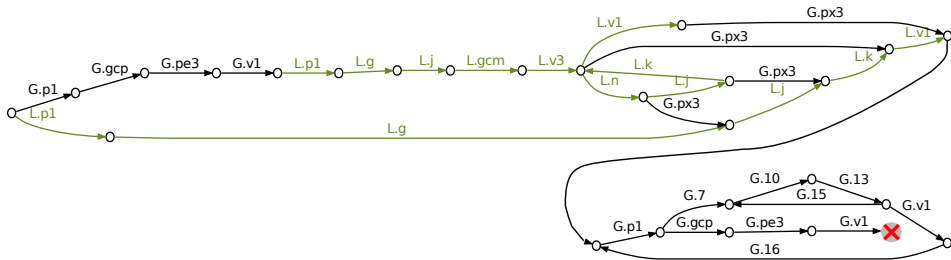 L.v1
G.px3
G.px3
L.v1
L.k
G.gcp
G.pe3
G.v1
L.p1
L.g
L.j
L.gcm
L.v3
L.k
L.n
L.j
G.px3
G.p1
G.px3
L.j
L.p1
L.g
G.10
G.13
G.7
G.15
G.v1
G.p1
G.gcp
G.pe3
G.v1
G.16